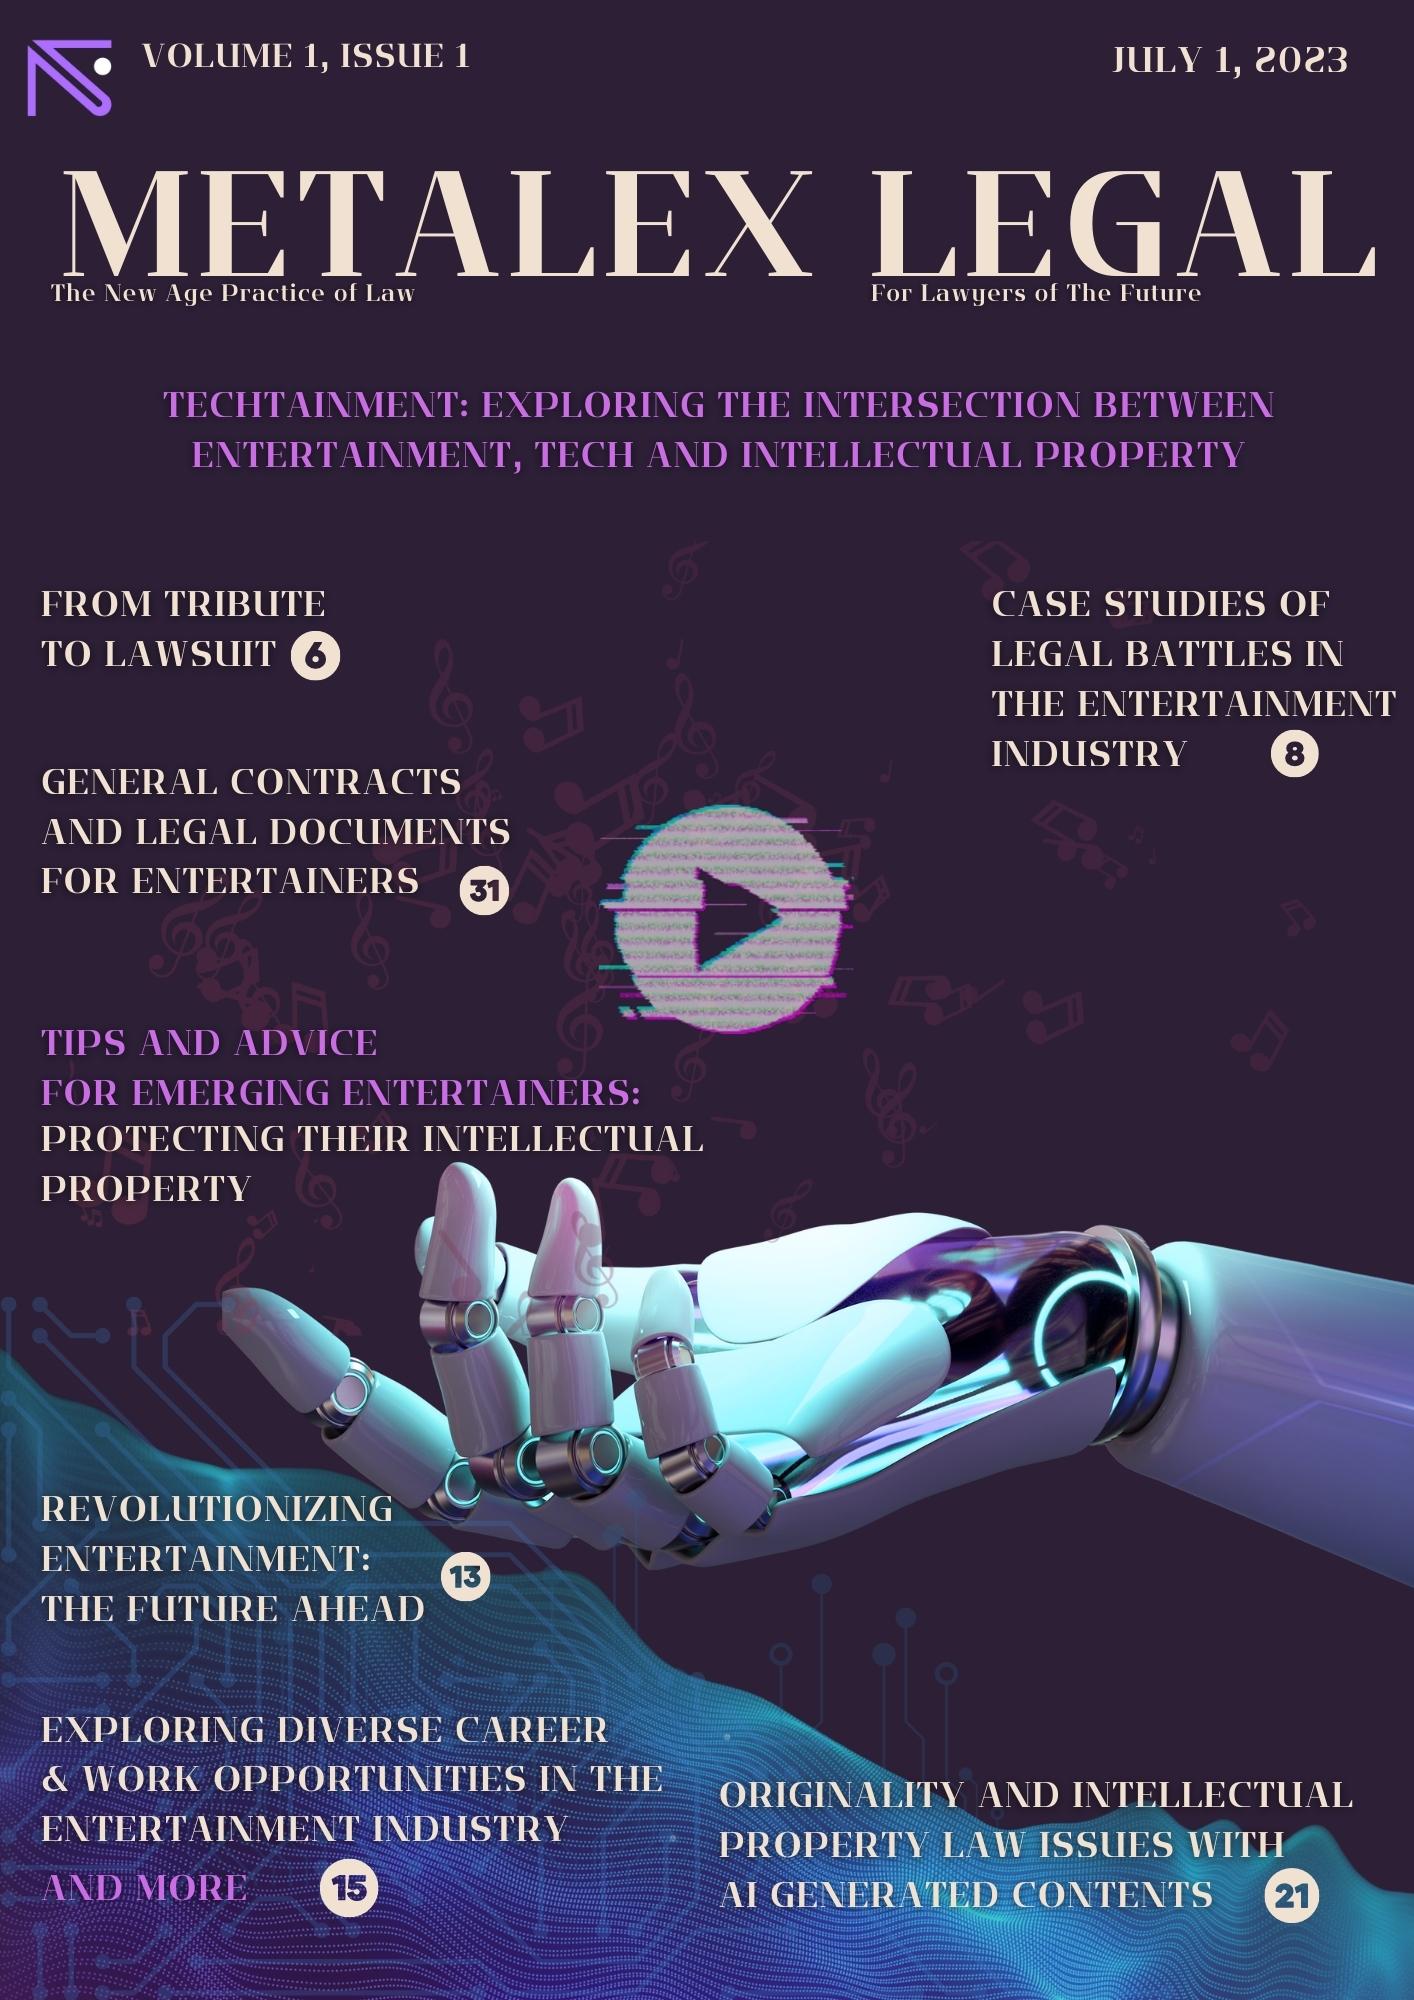 VOLUME 1, ISSUE 1
JULY 1, 2023
METALEX LEGAL
The New Age Practice of Law
For Lawyers of The Future
TECHTAINMENT: EXPLORING THE INTERSECTION BETWEEN
ENTERTAINMENT, TECH AND INTELLECTUAL PROPERTY
FROM TRIBUTE
TO LAWSUIT 6
CASE STUDIES OF
LEGAL BATTLES IN
THE ENTERTAINMENT
INDUSTRY 8
GENERAL CONTRACTS
AND LEGAL DOCUMENTS
FOR ENTERTAINERS 31
TIPS AND ADVICE
FOR EMERGING ENTERTAINERS:
PROTECTING THEIR INTELLECTUAL
PROPERTY
REVOLUTIONIZING
ENTERTAINMENT: 13
THE FUTURE AHEAD
EXPLORING DIVERSE CAREER
& WORK OPPORTUNITIES IN THE
ENTERTAINMENT INDUSTRY
AND MORE 15
ORIGINALITY AND INTELLECTUAL
PROPERTY LAW ISSUES WITH
AI GENERATED CONTENTS 21